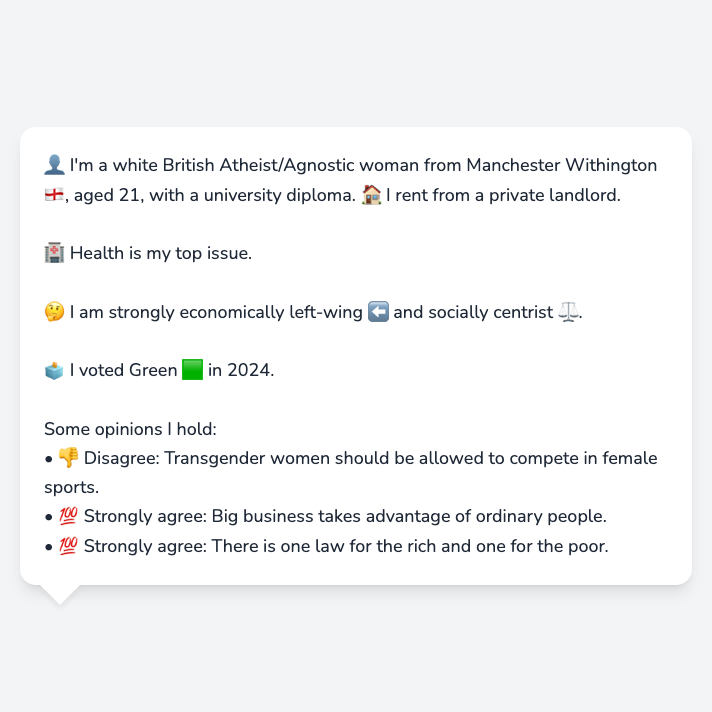 👤 I'm a white British Atheist/Agnostic woman from Manchester Withington
🏴󠁧󠁢󠁥󠁮󠁧󠁿, aged 21, with a university diploma. 🏠 I rent from a private landlord.
🏥 Health is my top issue.
🤔 I am strongly economically left-wing ⬅️ and socially centrist ⚖️.
🗳️ I voted Green 🟩 in 2024.
Some opinions I hold:
• 👎 Disagree: Transgender women should be allowed to compete in female
sports.
• 💯 Strongly agree: Big business takes advantage of ordinary people.
• 💯 Strongly agree: There is one law for the rich and one for the poor.